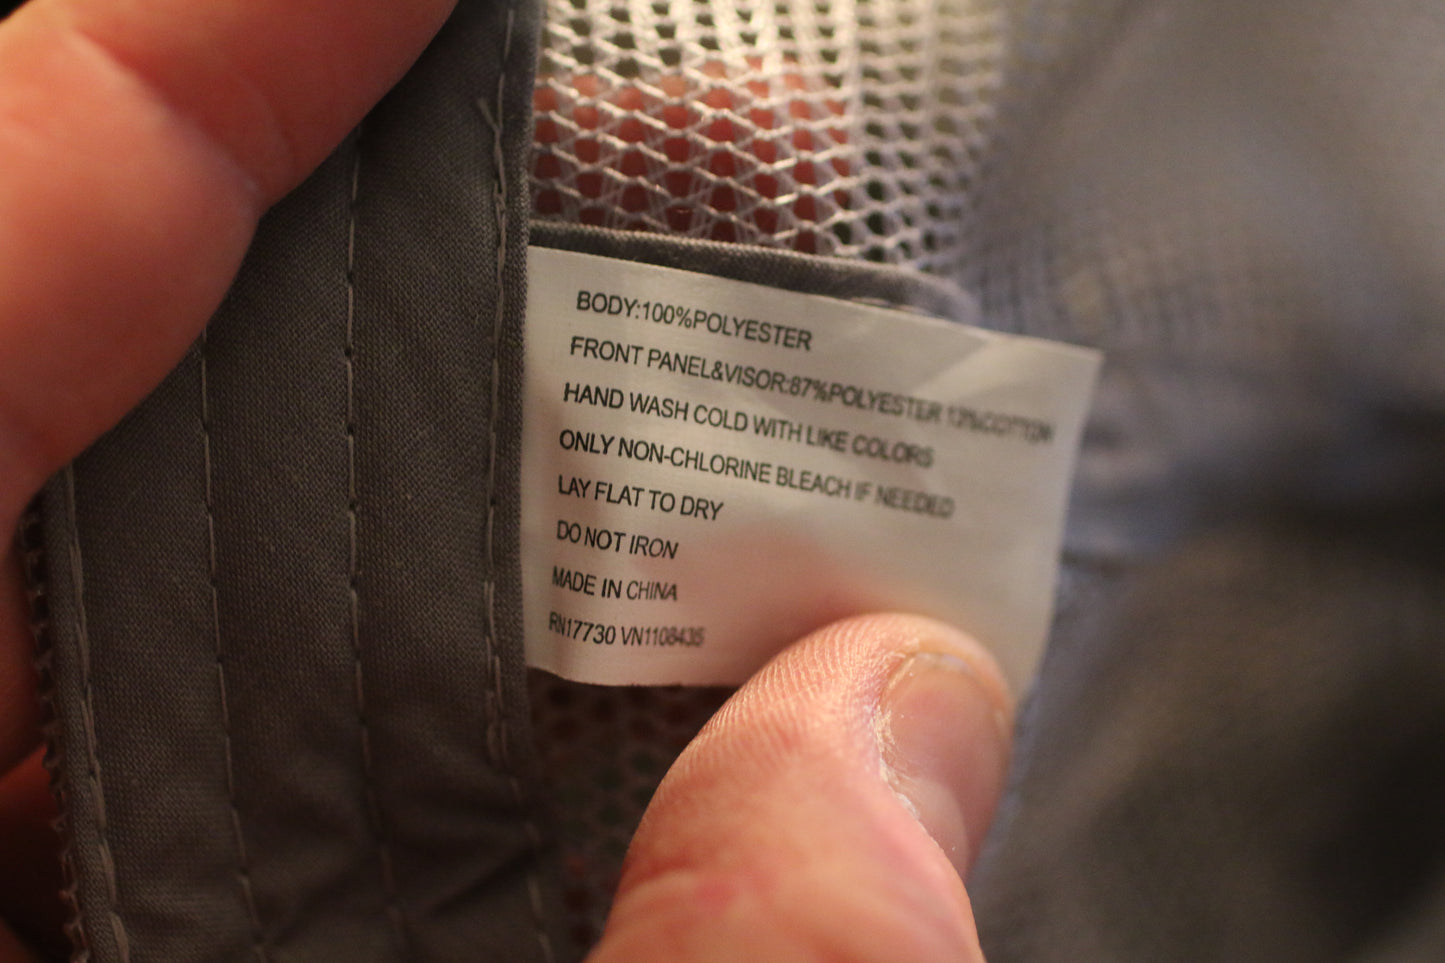 BODY:100%POLYESTER
FRONT PANEL&VISOR:87%POLYESTER 13%COTTON
HAND WASH COLD WITH LIKE COLORS
ONLY NON-CHLORINE BLEACH IF NEEDED
LAY FLAT TO DRY
DO NOT IRON
MADE IN CHINA
RN17730 VN1108435